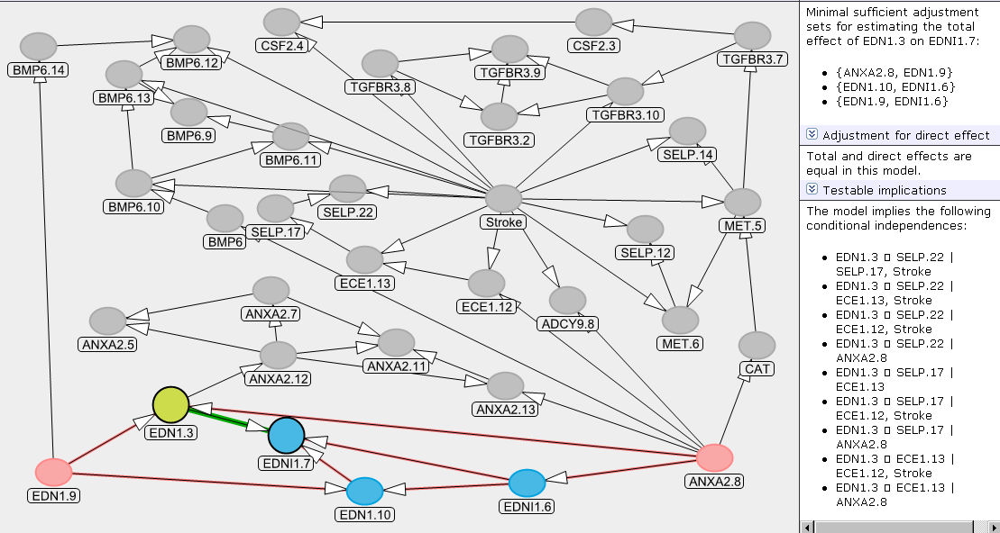 CSF2.4
CSF2.3
BMP6.14
BMP6.12
TGFBR3.7
TGFBR3.9
TGFBR3.8
BMP6.13
TGFBR3.10
BMP6.9
TGFBR3.2
BMP6.11
SELP.14
BMP6.10
SELP.22
Stroke
MET.5
BMP6
SELP.17
SELP.12
ECE1.13
ECE1.12
ADCY9.8
ANXA2.7
ANXA2.5
MET.6
ANXA2.11
CAT
ANXA2.12
ANXA2.13
EDN1.3
EDNI1.7
ANXA2.8
EDN1.9
EDN1.10
EDNI1.6
Minimal sufficient adjustment
sets for estimating the total
effect of EDN1.3 on EDNI1.7:
• {ANXA2.8, EDN1.9}
• {EDN1.10, EDNI1.6}
• {EDN1.9, EDNI1.6}
Adjustment for direct effect
Total and direct effects are
equal in this model.
Testable implications
The model implies the following
conditional independences:
• EDN1.3 ▯ SELP.22 |
SELP.17, Stroke
• EDN1.3 ▯ SELP.22 |
ECE1.13, Stroke
• EDN1.3 ▯ SELP.22 |
ECE1.12, Stroke
• EDN1.3 ▯ SELP.22 |
ANXA2.8
• EDN1.3 ▯ SELP.17 |
ECE1.13
• EDN1.3 ▯ SELP.17 |
ECE1.12, Stroke
• EDN1.3 ▯ SELP.17 |
ANXA2.8
• EDN1.3 ▯ ECE1.13 |
ECE1.12, Stroke
• EDN1.3 ▯ ECE1.13 |
ANXA2.8